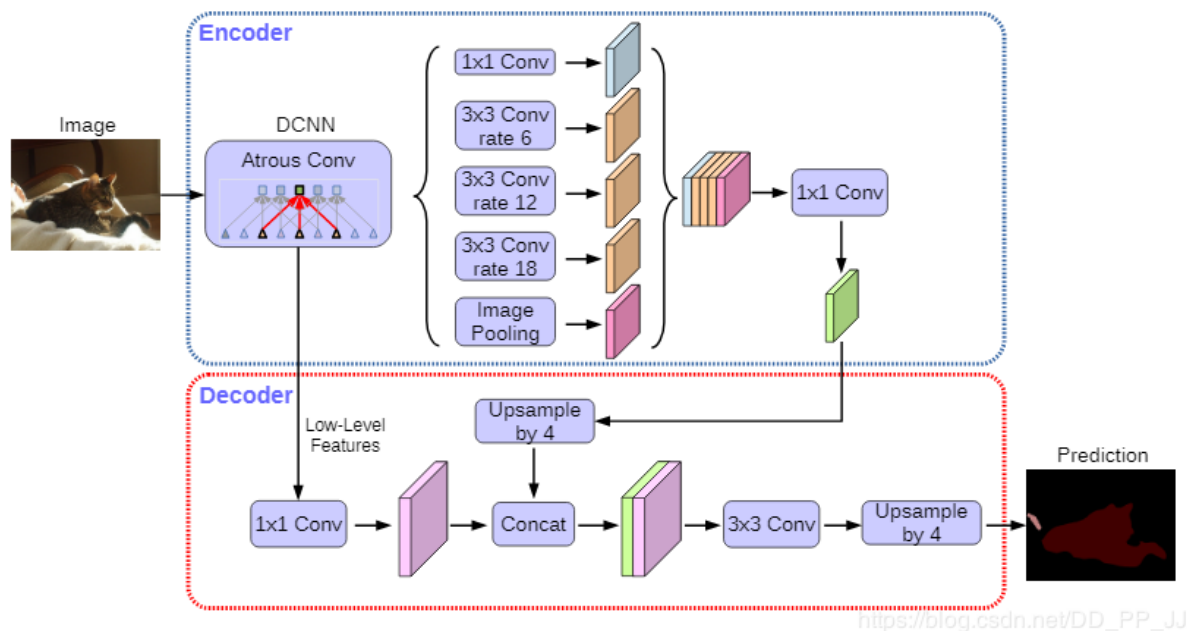 Encoder
Image
DCNN
Atrous Conv
1x1 Conv
3x3 Conv
rate 6
3x3 Conv
rate 12
3x3 Conv
rate 18
Image
Pooling
1x1 Conv
Decoder
Low-Level
Features
Upsample
by 4
1x1 Conv
Concat
3x3 Conv
Upsample
by 4
Prediction
https://blog.csdn.net/DD_PP_JJ